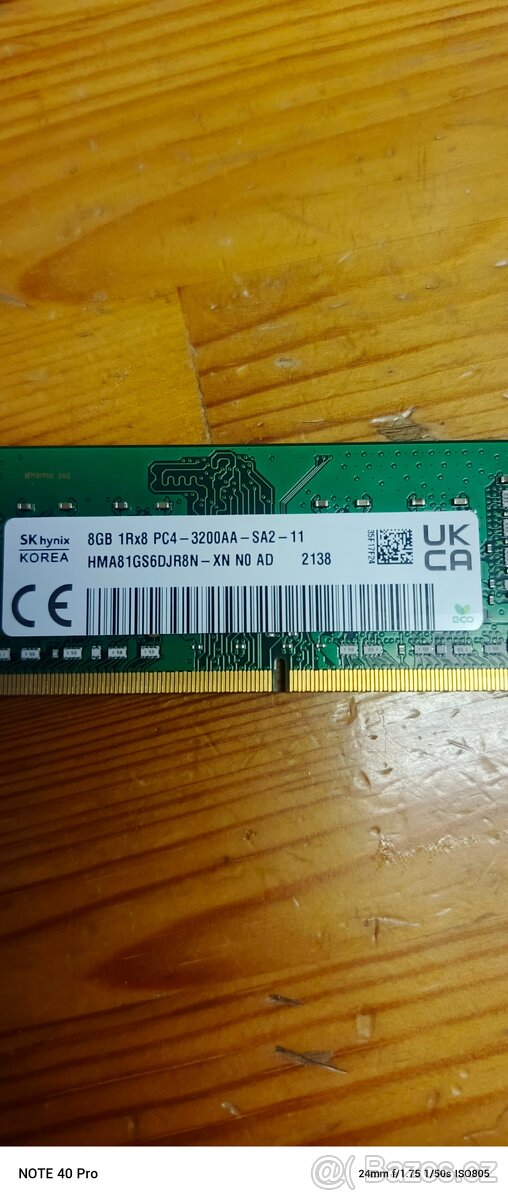 SK hynix
KOREA
8GB 1Rx8 PC4-3200AA-SA2-11
HMA81GS6DJR8N-XN N0 AD 2138
35F17F24
UK
CA
CE
ECO
NOTE 40 Pro
24mm f/1.75 1/50s ISO805
@( Bazos.cz